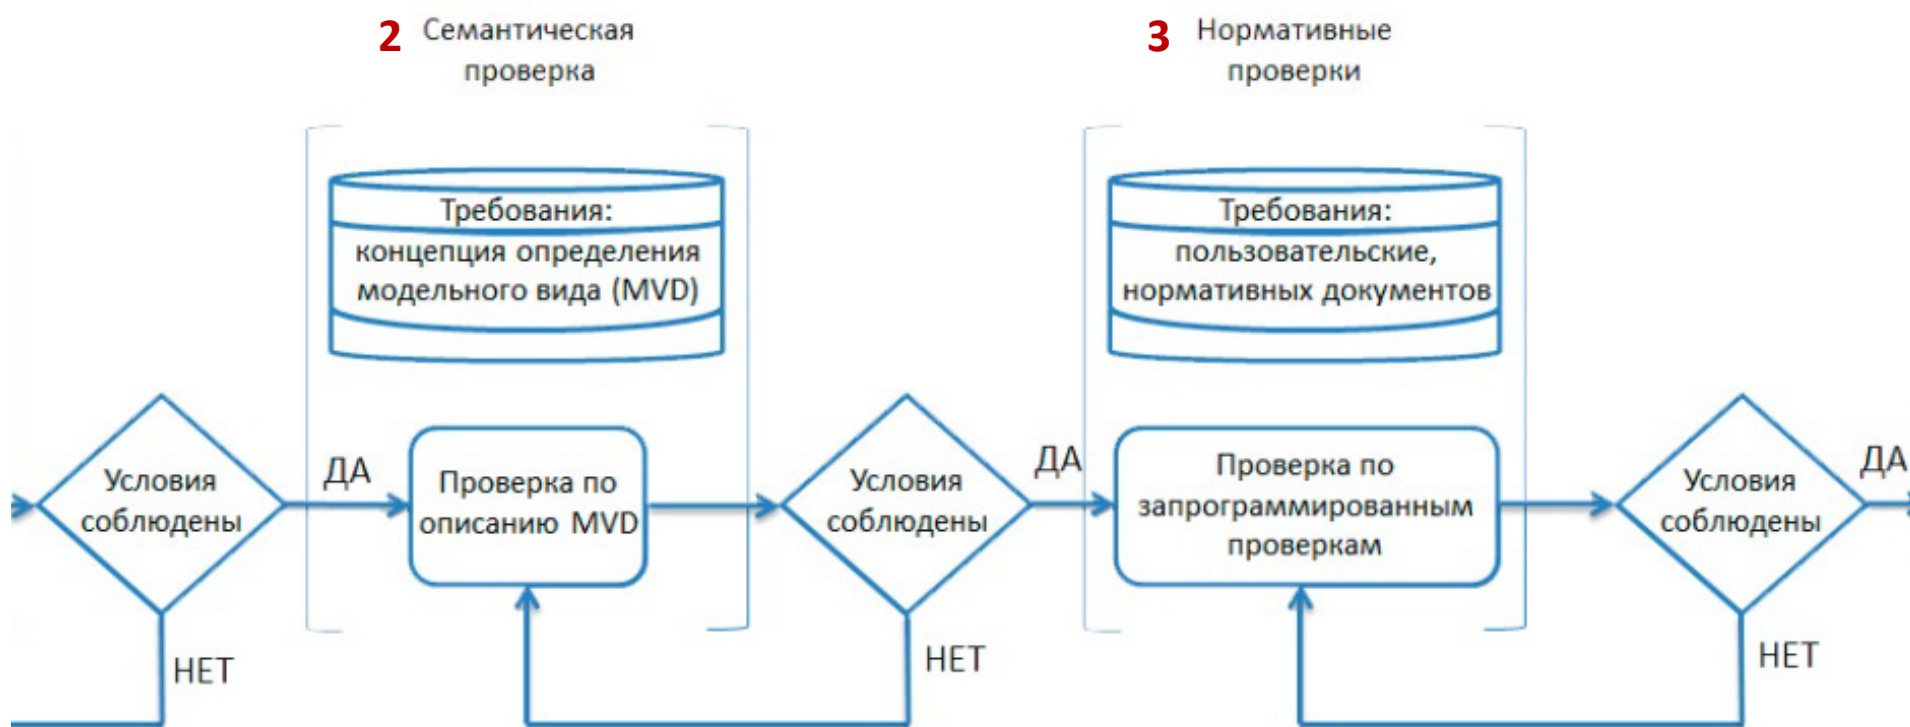 2 Семантическая
проверка
3 Нормативные
проверки
Требования:
концепция определения
модельного вида (MVD)
Требования:
пользовательские,
нормативных документов
Условия
соблюдены
ДА
НЕТ
Проверка по
описанию MVD
Условия
соблюдены
ДА
НЕТ
Проверка по
запрограммированным
проверкам
Условия
соблюдены
ДА
НЕТ